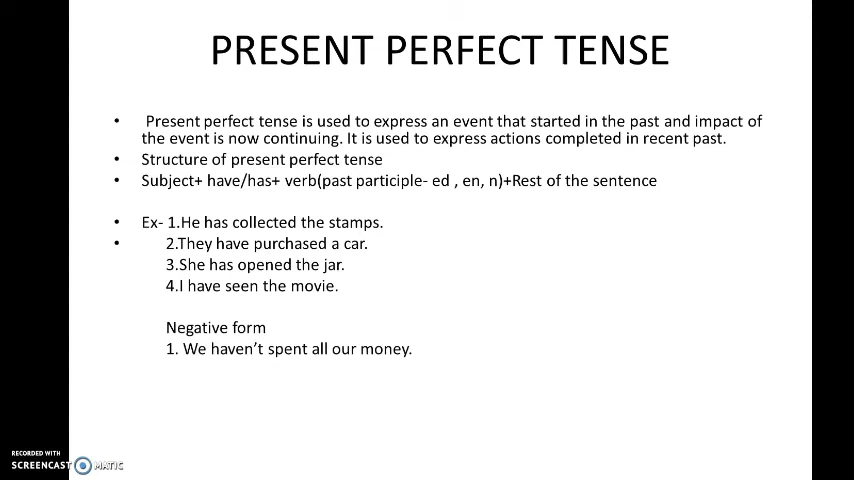 PRESENT PERFECT TENSE
• Present perfect tense is used to express an event that started in the past and impact of
the event is now continuing. It is used to express actions completed in recent past.
• Structure of present perfect tense
• Subject+ have/has+ verb(past participle- ed , en, n)+Rest of the sentence
• Ex- 1.He has collected the stamps.
• 2.They have purchased a car.
3.She has opened the jar.
4.I have seen the movie.
Negative form
1. We haven’t spent all our money.
RECORDED WITH
SCREENCAST MATIC